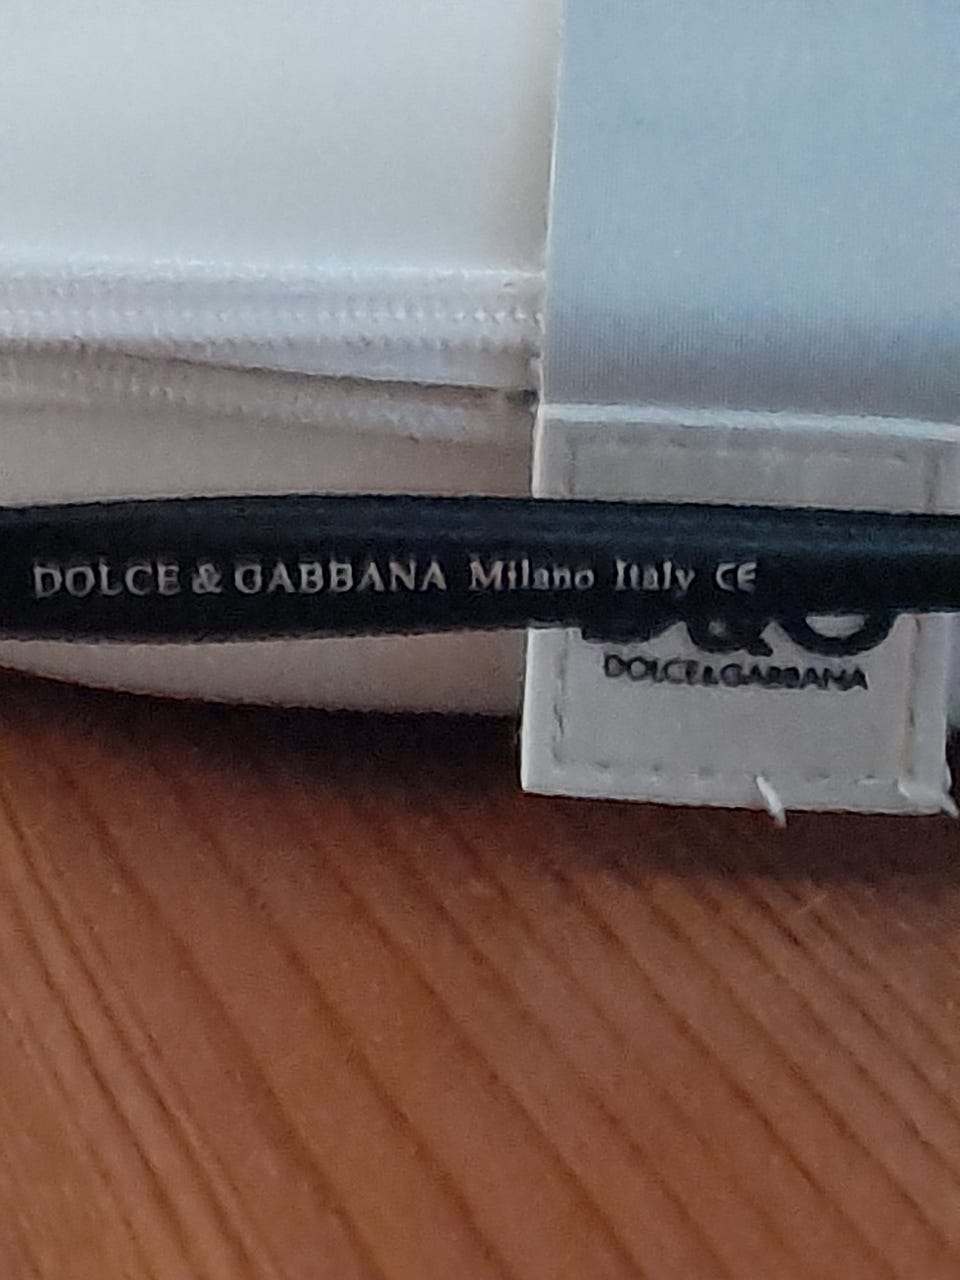 DOLCE & GABBANA Milano Italy CE
D&G
DOLCE&GABBANA